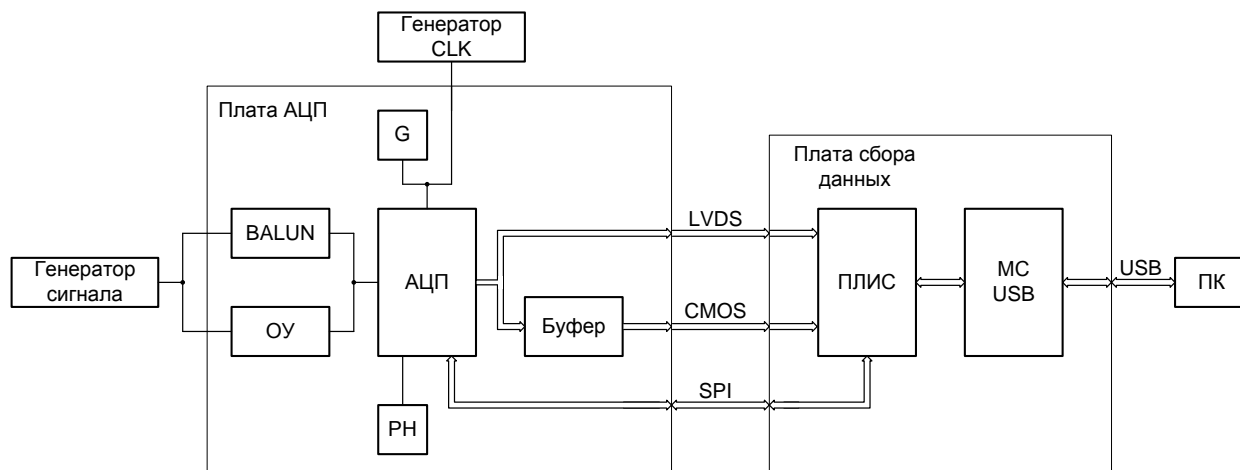 Генератор
CLK
Плата АЦП
G
Плата сбора
данных
BALUN
LVDS
Генератор
сигнала
АЦП
ПЛИС
МС
USB
USB
ПК
ОУ
Буфер
CMOS
SPI
РН